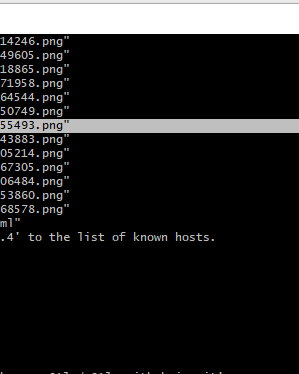 14246.png"
49605.png"
18865.png"
71958.png"
64544.png"
50749.png"
55493.png"
43883.png"
05214.png"
67305.png"
06484.png"
53860.png"
68578.png"
ml"
.4' to the list of known hosts.